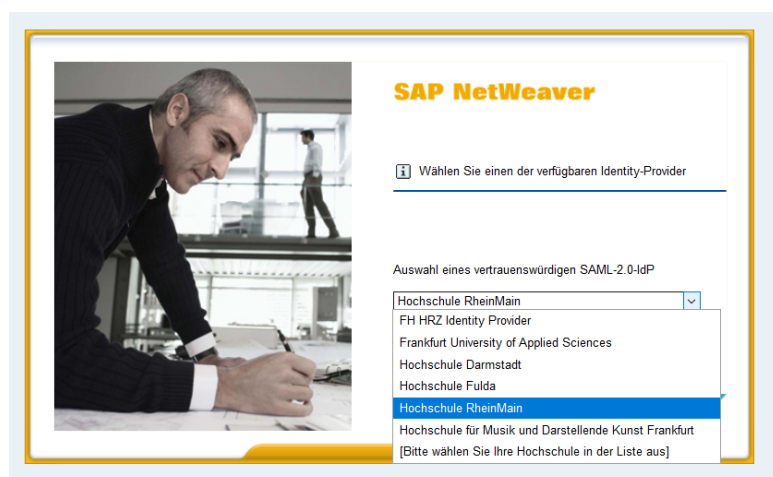 SAP NetWeaver
Wählen Sie einen der verfügbaren Identity-Provider
Auswahl eines vertrauenswürdigen SAML-2.0-IdP
Hochschule RheinMain
FH HRZ Identity Provider
Frankfurt University of Applied Sciences
Hochschule Darmstadt
Hochschule Fulda
Hochschule RheinMain
Hochschule für Musik und Darstellende Kunst Frankfurt
[Bitte wählen Sie Ihre Hochschule in der Liste aus]